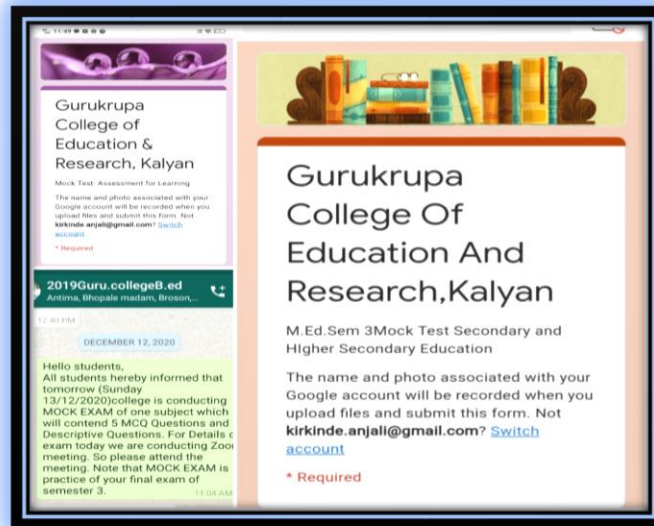 11:49
Gurukrupa
College of
Education &
Research, Kalyan
Mock Test- Assessment for Learning
The name and photo associated with your
Google account will be recorded when you
upload files and submit this form. Not
kirkinde.anjali@gmail.com? Switch
account
* Required
2019Guru.collegeB.ed
Antima, Bhopale madam, Broson,...
12:40 PM
DECEMBER 12, 2020
Hello students,
All students hereby informed that
tomorrow (Sunday
13/12/2020)college is conducting
MOCK EXAM of one subject which
will contend 5 MCQ Questions and
Descriptive Questions. For Details
exam today we are conducting
meeting. So please attend the
meeting. Note that MOCK EXAM is
practice of your final exam of
semester 3.
11:04 AM
Gurukrupa
College Of
Education And
Research,Kalyan
M.Ed.Sem 3Mock Test Secondary and
HIgher Secondary Education
The name and photo associated with your
Google account will be recorded when you
upload files and submit this form. Not
kirkinde.anjali@gmail.com? Switch
account
* Required